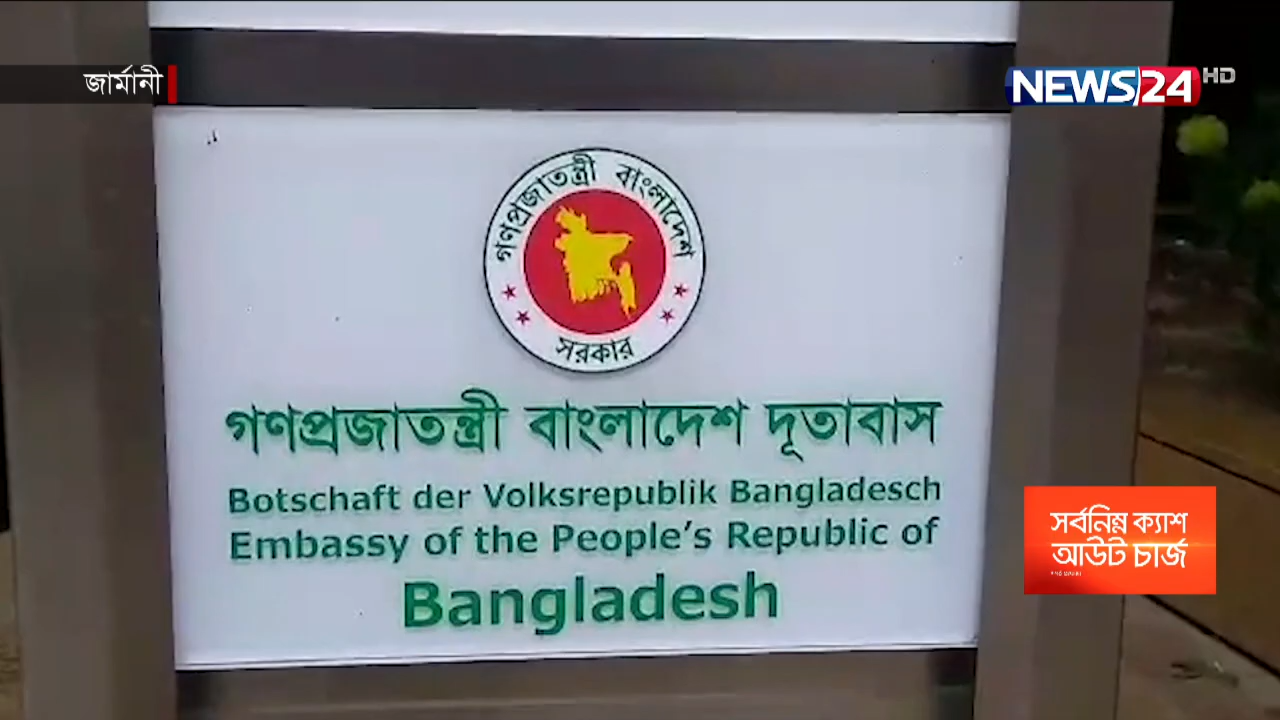 জার্মানী
NEWS24 HD
গণপ্রজাতন্ত্রী বাংলাদেশ
সরকার
গণপ্রজাতন্ত্রী বাংলাদেশ দূতাবাস
Botschaft der Volksrepublik Bangladesch
Embassy of the People's Republic of
Bangladesh
সর্বনিম্ন ক্যাশ
আউট চার্জ